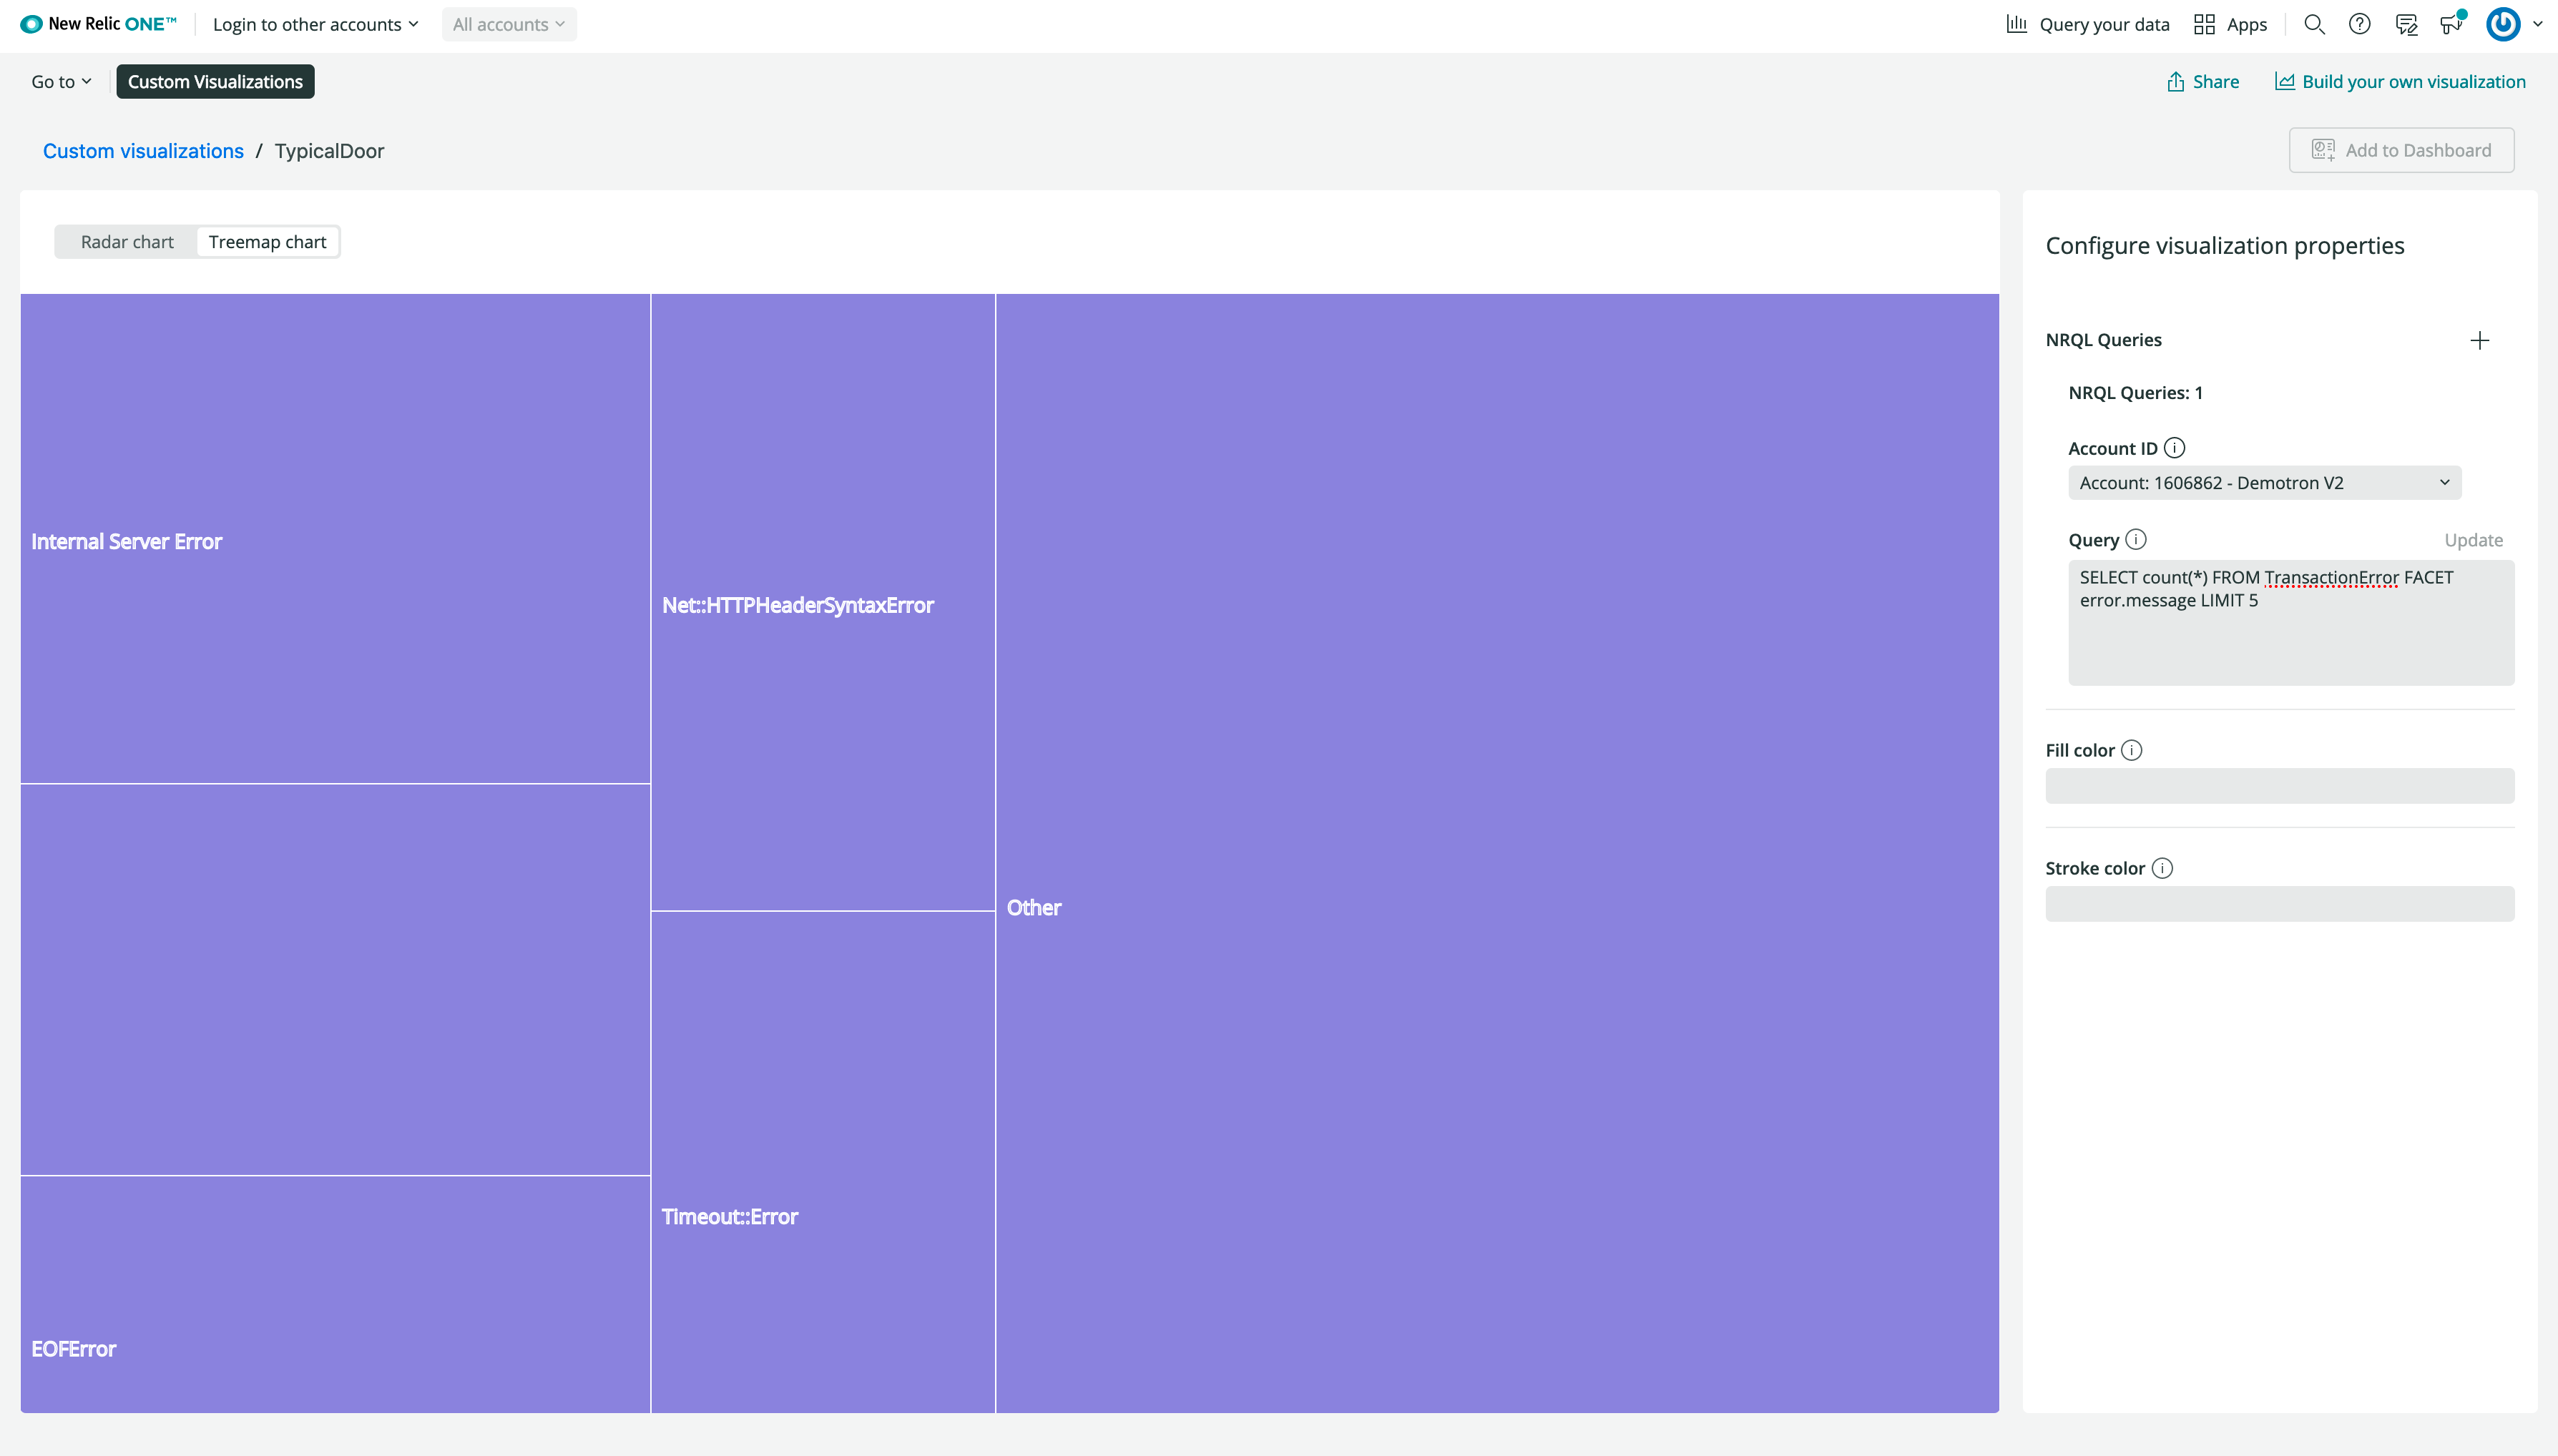 New Relic ONE™
Login to other accounts
All accounts
Query your data
Apps
Go to
Custom Visualizations
Share
Build your own visualization
Custom visualizations / TypicalDoor
Add to Dashboard
Radar chart
Treemap chart
Internal Server Error
EOFError
Net::HTTPHeaderSyntaxError
Timeout::Error
Other
Configure visualization properties
NRQL Queries
NRQL Queries: 1
Account ID
Account: 1606862 - Demotron V2
Query
Update
SELECT count(*) FROM TransactionError FACET
error.message LIMIT 5
Fill color
Stroke color